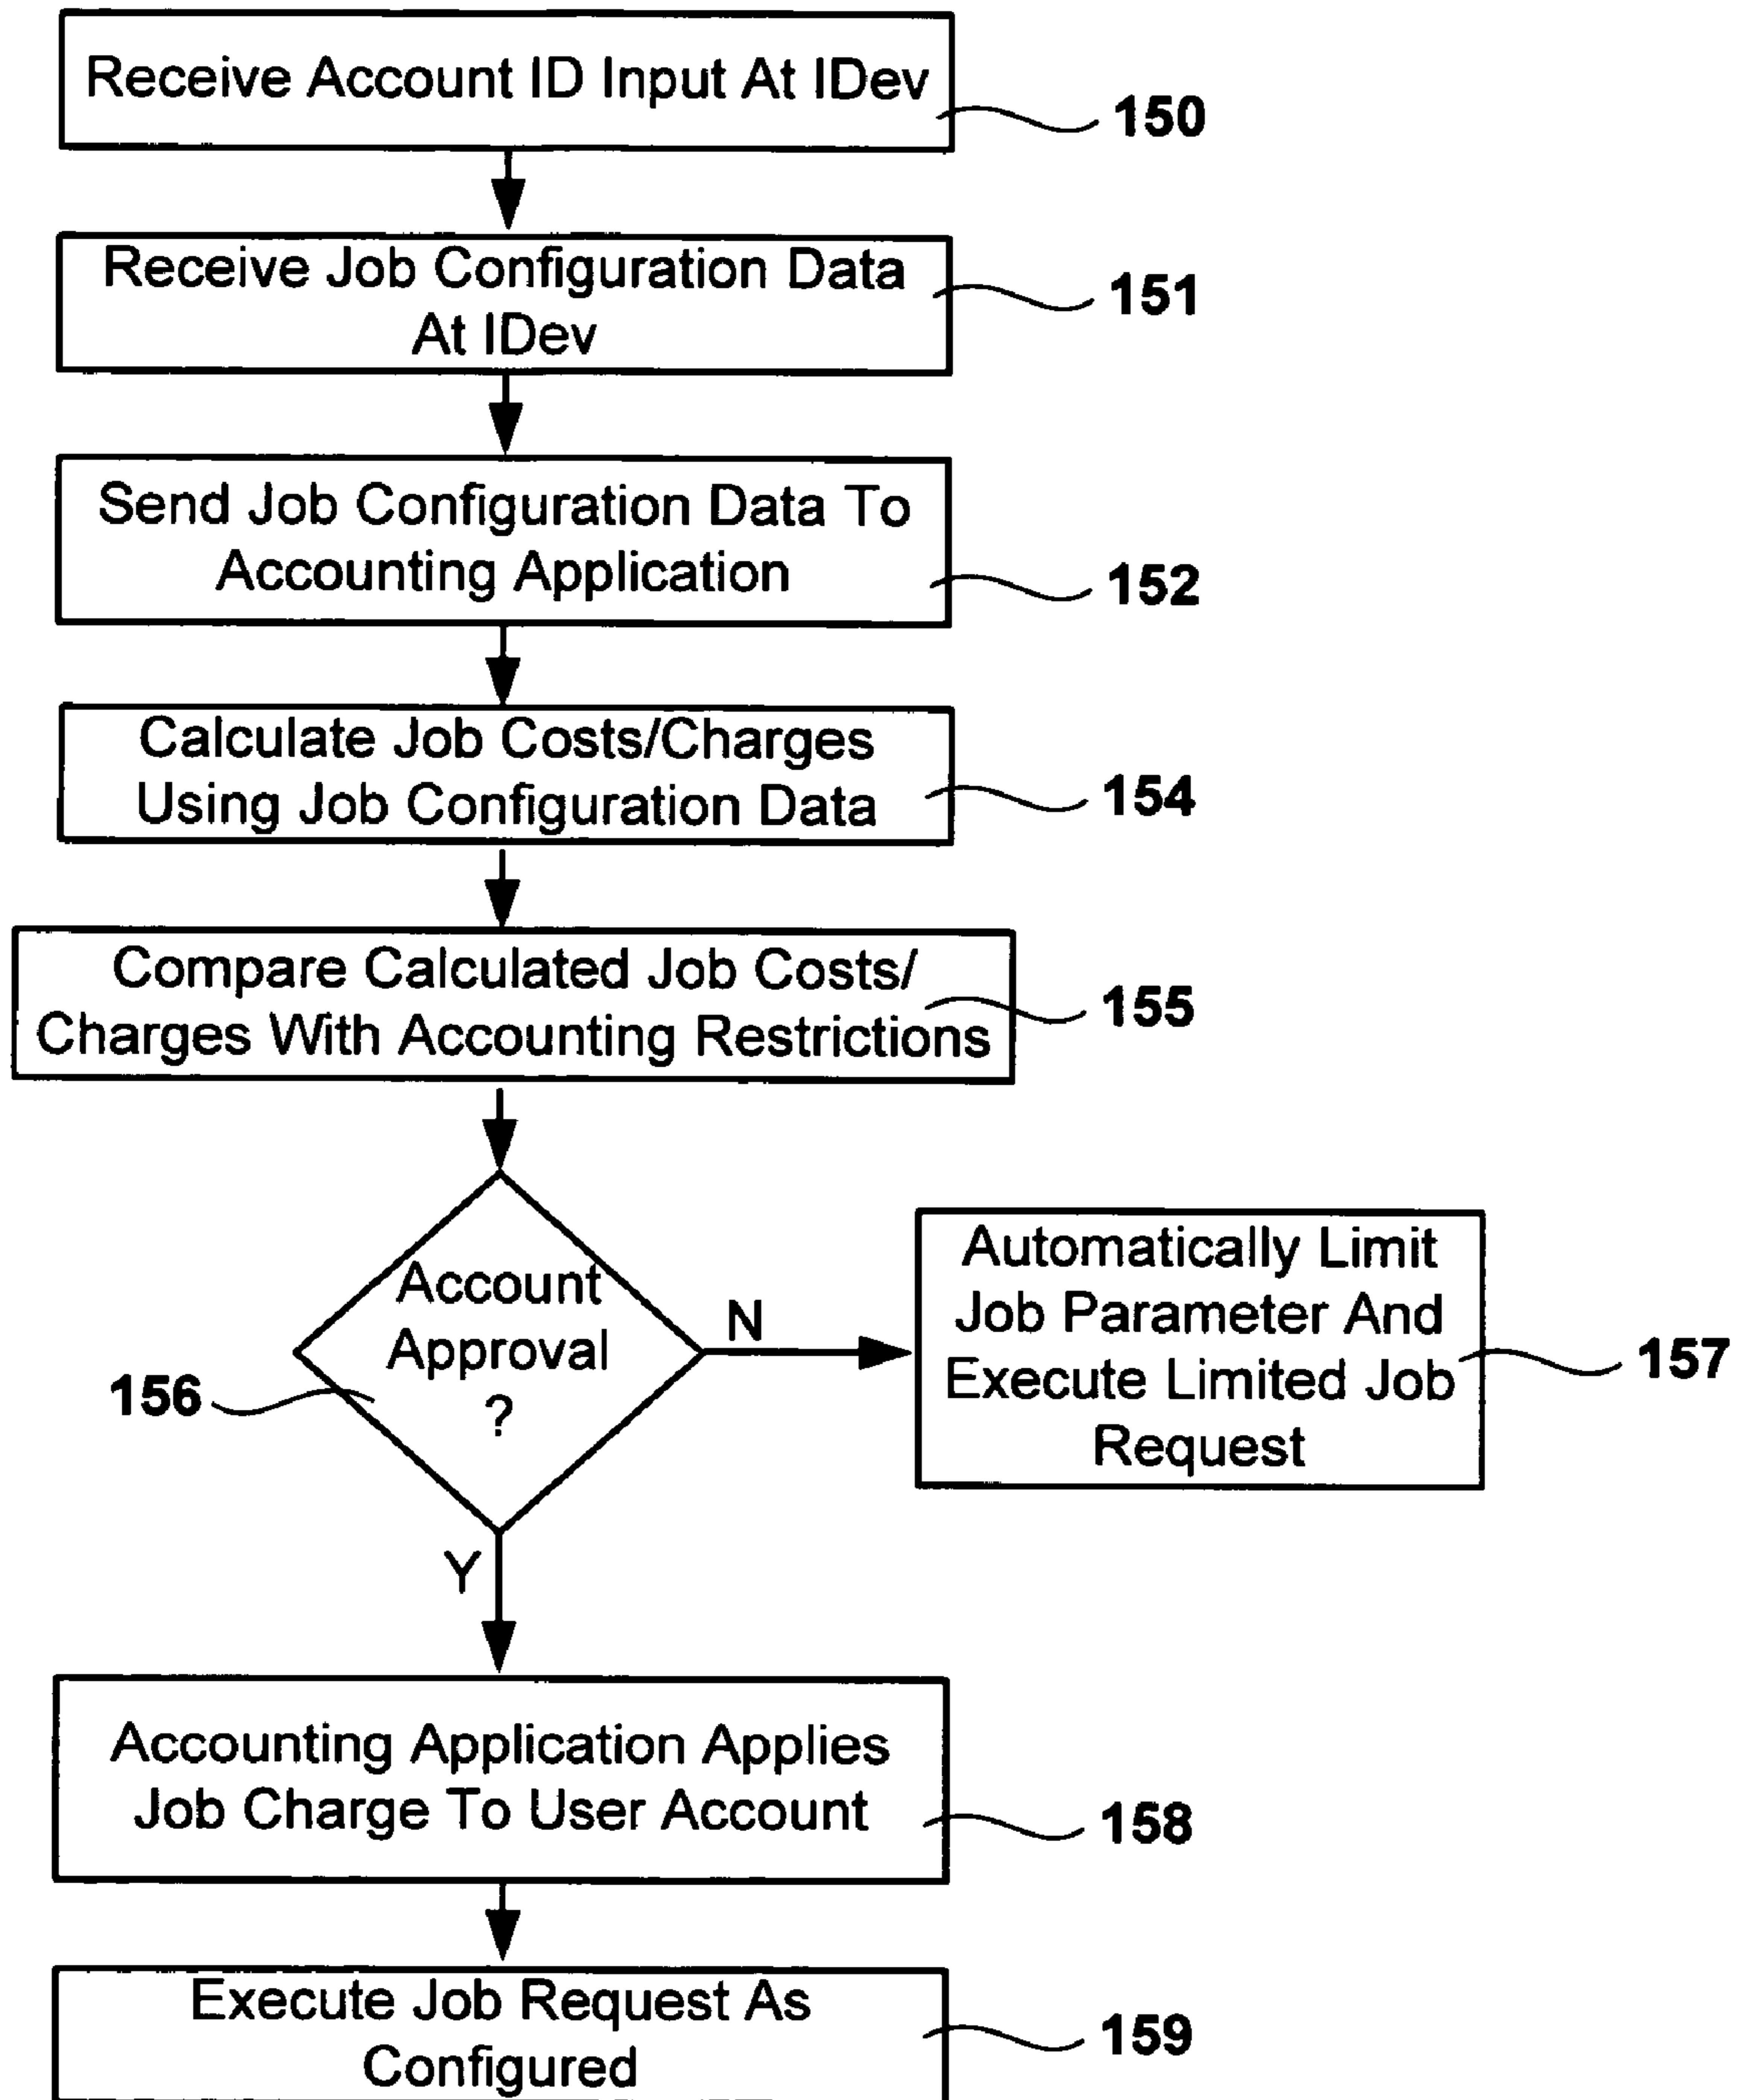 Receive Account ID Input At IDev
150
Receive Job Configuration Data
At IDev
151
Send Job Configuration Data To
Accounting Application
152
Calculate Job Costs/Charges
Using Job Configuration Data
154
Compare Calculated Job Costs/
Charges With Accounting Restrictions
155
Account
Approval
?
156
N
Automatically Limit
Job Parameter And
Execute Limited Job
Request
157
Y
Accounting Application Applies
Job Charge To User Account
158
Execute Job Request As
Configured
159